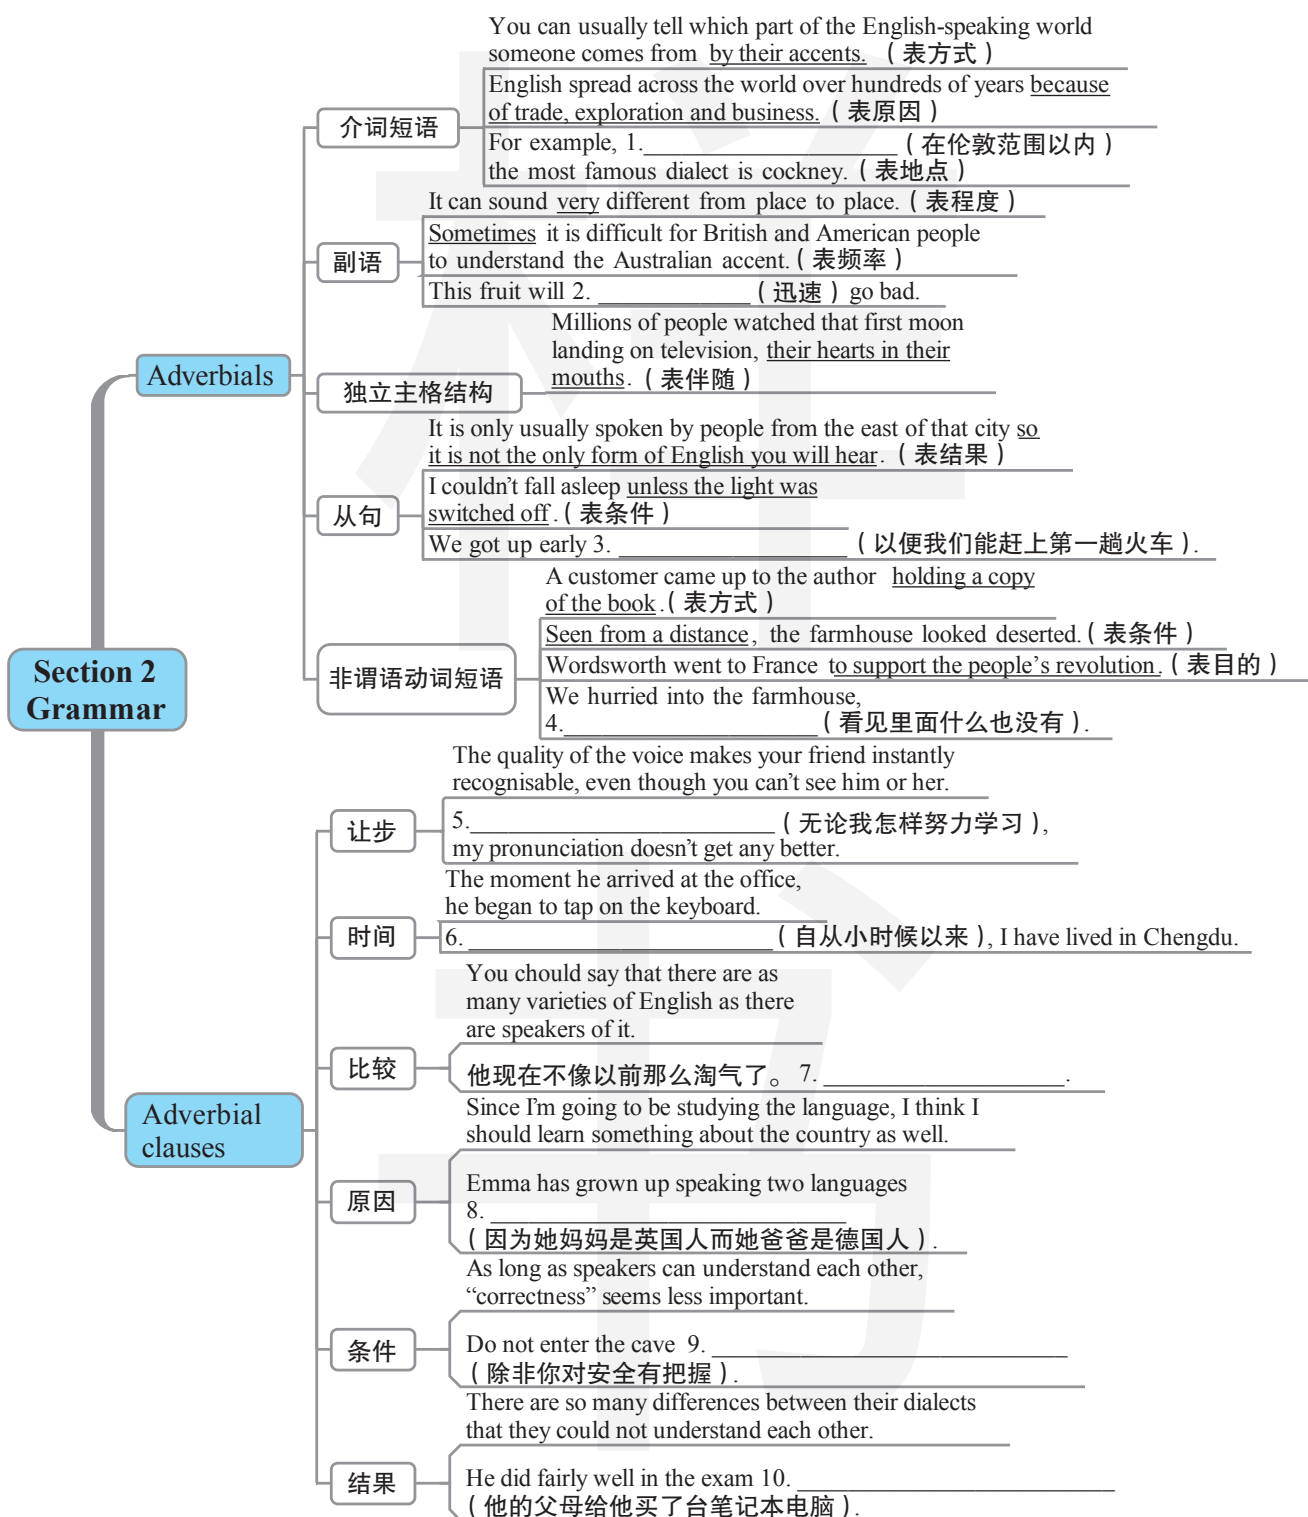 You can usually tell which part of the English-speaking world
someone comes from by their accents. （表方式）
English spread across the world over hundreds of years because
of trade, exploration and business.（表原因）
介词短语
For example, 1.____________________（在伦敦范围以内）
the most famous dialect is cockney.（表地点）
It can sound very different from place to place.（表程度）
Sometimes it is difficult for British and American people
副语
to understand the Australian accent.（表频率）
This fruit will 2. ____________（迅速）go bad.
Millions of people watched that first moon
landing on television, their hearts in their
Adverbials
独立主格结构
mouths.（表伴随）
It is only usually spoken by people from the east of that city so
it is not the only form of English you will hear. （表结果）
I couldn't fall asleep unless the light was
从句
switched off.（表条件）
We got up early 3. __________________（以便我们能赶上第一趟火车）.
A customer came up to the author holding a copy
of the book.（表方式）
Seen from a distance, the farmhouse looked deserted.（表条件）
Section 2
Grammar
非谓语动词短语
Wordsworth went to France to support the people's revolution.（表目的）
We hurried into the farmhouse,
4.____________________（看见里面什么也没有）.
The quality of the voice makes your friend instantly
recognisable, even though you can't see him or her.
让步
5.________________________（无论我怎样努力学习）,
my pronunciation doesn't get any better.
The moment he arrived at the office,
he began to tap on the keyboard.
时间
6. ________________________（自从小时候以来）, I have lived in Chengdu.
You chould say that there are as
many varieties of English as there
are speakers of it.
比较
他现在不像以前那么淘气了。 7. ___________________.
Adverbial
clauses
Since I'm going to be studying the language, I think I
should learn something about the country as well.
原因
Emma has grown up speaking two languages
8. ____________________________
（因为她妈妈是英国人而她爸爸是德国人）.
As long as speakers can understand each other,
“correctness” seems less important.
条件
Do not enter the cave 9. ____________________________
（除非你对安全有把握）.
There are so many differences between their dialects
that they could not understand each other.
结果
He did fairly well in the exam 10. _________________________
（他的父母给他买了台笔记本电脑）.